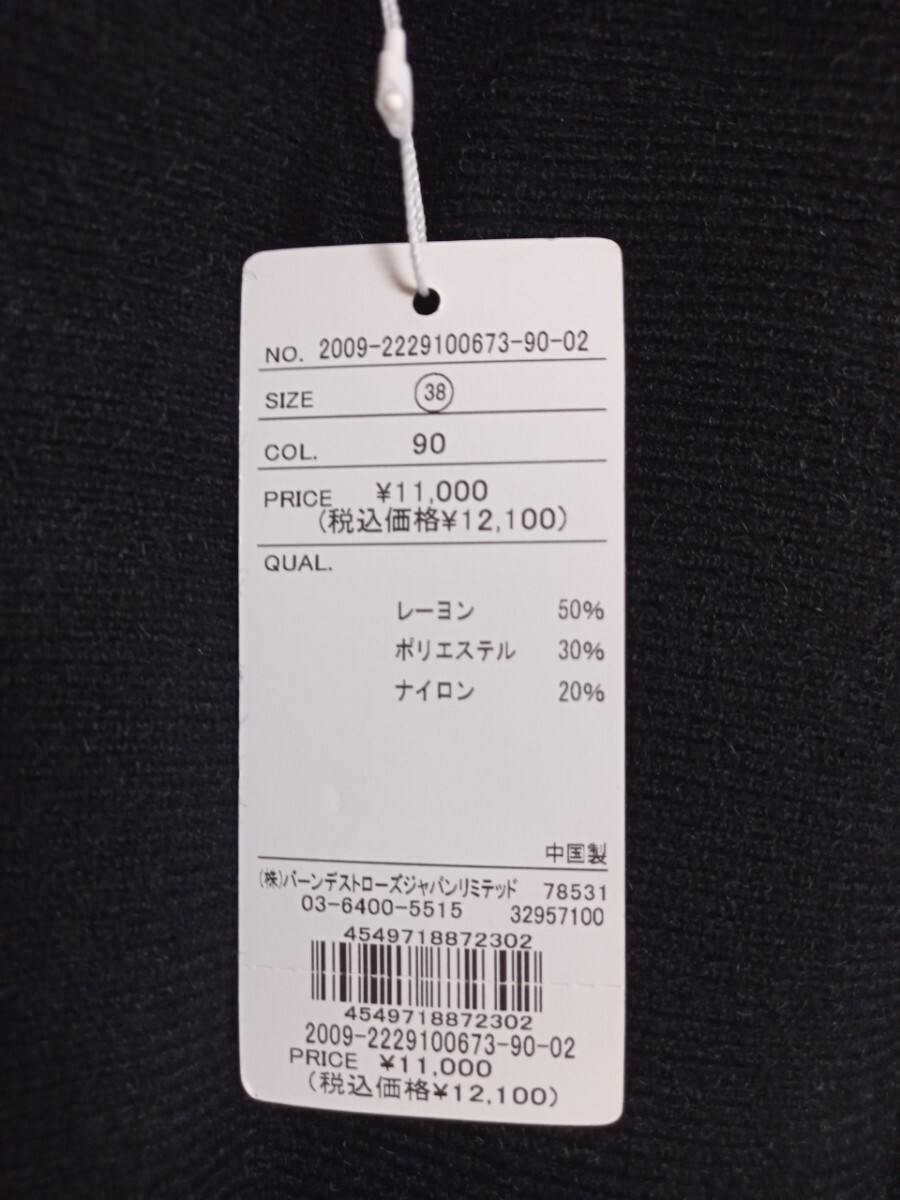 NO. 2009-2229100673-90-02
SIZE 38
COL. 90
PRICE ¥11,000
(税込価格¥12,100)
QUAL.
レーヨン 50%
ポリエステル 30%
ナイロン 20%
中国製
(株)バーンデストローズジャパンリミテッド 78531
03-6400-5515 32957100
4549718872302
4549718872302
2009-2229100673-90-02
PRICE ¥11,000
(税込価格¥12,100)